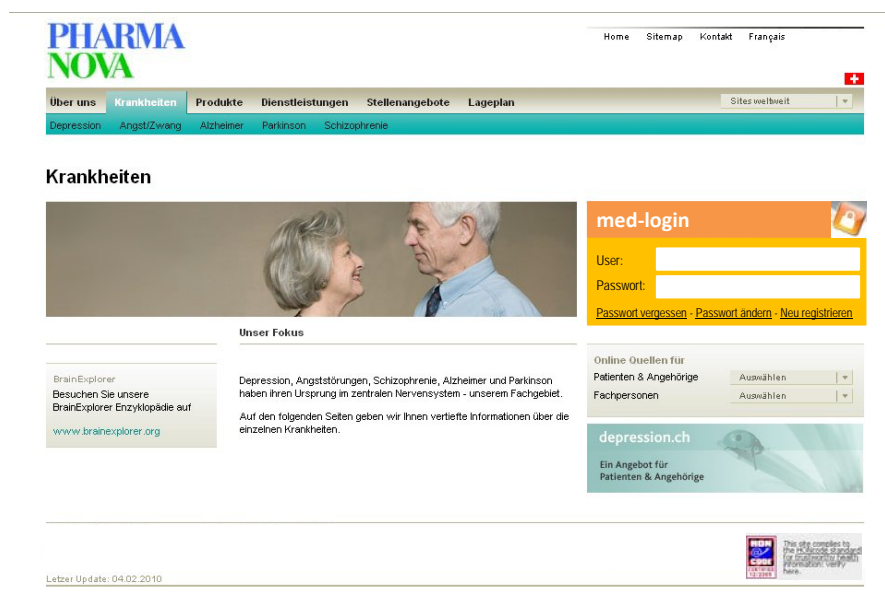 PHARMA
NOVA
Home Sitemap Kontakt Français
Über uns Krankheiten Produkte Dienstleistungen Stellenangebote Lageplan Sites weltweit
Depression Angst/Zwang Alzheimer Parkinson Schizophrenie
Krankheiten
med-login
User:
Passwort:
Passwort vergessen - Passwort ändern - Neu registrieren
Unser Fokus
BrainExplorer
Besuchen Sie unsere
BrainExplorer Enzyklopädie auf
www.brainexplorer.org
Depression, Angststörungen, Schizophrenie, Alzheimer und Parkinson
haben ihren Ursprung im zentralen Nervensystem - unserem Fachgebiet.
Auf den folgenden Seiten geben wir Ihnen vertiefte Informationen über die
einzelnen Krankheiten.
Online Quellen für
Patienten & Angehörige Auswählen
Fachpersonen Auswählen
depression.ch
Ein Angebot für
Patienten & Angehörige
HON
CODE
This site complies to
the HONcode standard
for trustworthy health
information: verify
here.
Letzer Update: 04.02.2010